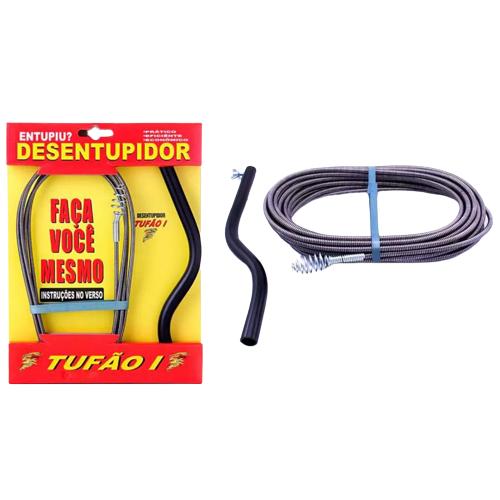 ENTUPIU?
•PRÁTICO
•EFICIENTE
•ECONÔMICO
DESENTUPIDOR
FAÇA
VOCÊ
MESMO
INSTRUÇÕES NO VERSO
DESENTUPIDOR
TUFÃO I
TUFÃO I